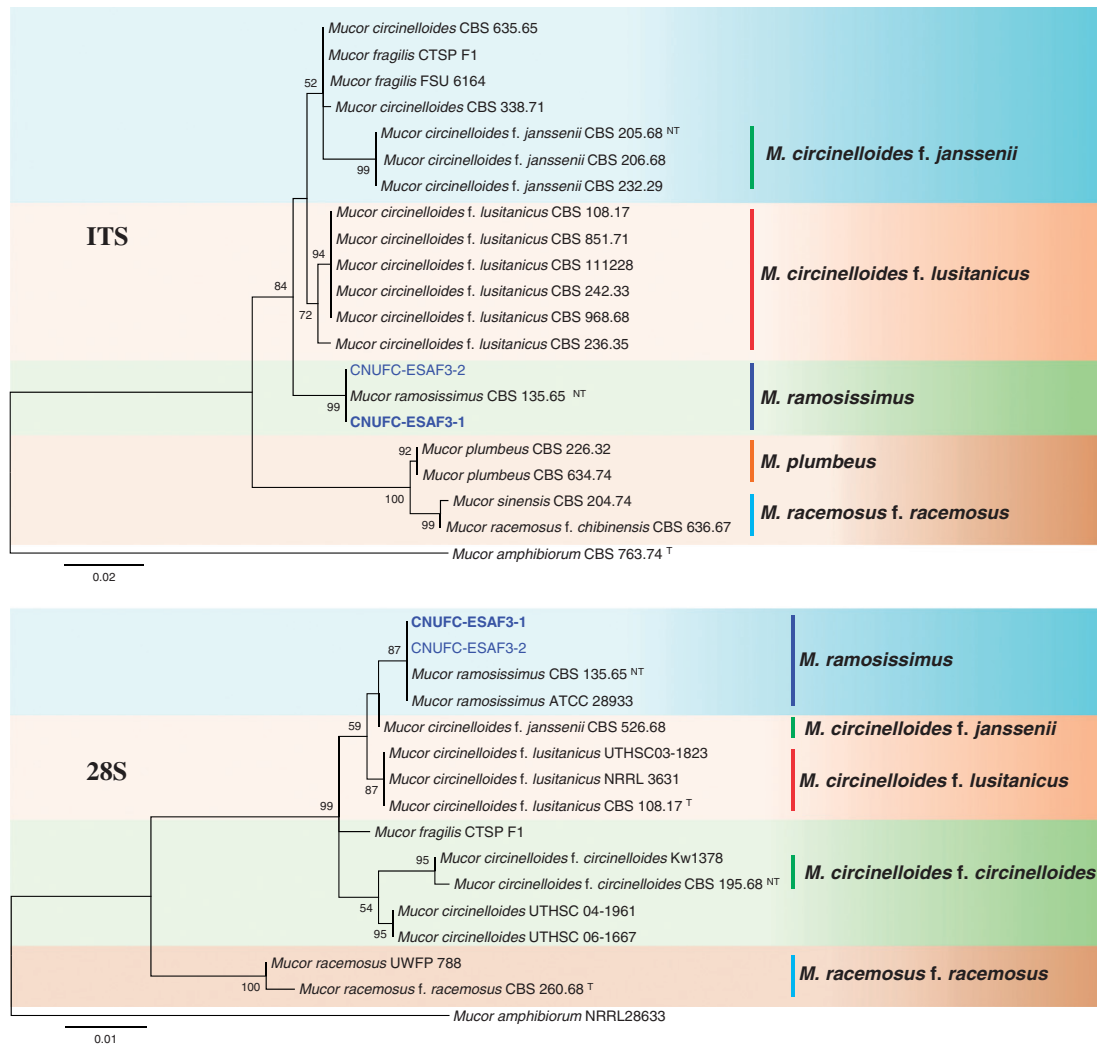 Mucor circinelloides CBS 635.65
Mucor fragilis CTSP F1
Mucor fragilis FSU 6164
52
Mucor circinelloides CBS 338.71
Mucor circinelloides f. janssenii CBS 205.68 NT
Mucor circinelloides f. janssenii CBS 206.68
M. circinelloides f. janssenii
99
Mucor circinelloides f. janssenii CBS 232.29
Mucor circinelloides f. lusitanicus CBS 108.17
ITS
Mucor circinelloides f. lusitanicus CBS 851.71
94
Mucor circinelloides f. lusitanicus CBS 111228
M. circinelloides f. lusitanicus
84
Mucor circinelloides f. lusitanicus CBS 242.33
72
Mucor circinelloides f. lusitanicus CBS 968.68
Mucor circinelloides f. lusitanicus CBS 236.35
CNUFC-ESAF3-2
Mucor ramosissimus CBS 135.65 NT
M. ramosissimus
99
CNUFC-ESAF3-1
92
Mucor plumbeus CBS 226.32
M. plumbeus
Mucor plumbeus CBS 634.74
100
Mucor sinensis CBS 204.74
M. racemosus f. racemosus
99
Mucor racemosus f. chibinensis CBS 636.67
Mucor amphibiorum CBS 763.74 T
0.02
CNUFC-ESAF3-1
87
CNUFC-ESAF3-2
M. ramosissimus
Mucor ramosissimus CBS 135.65 NT
Mucor ramosissimus ATCC 28933
59
Mucor circinelloides f. janssenii CBS 526.68
M. circinelloides f. janssenii
Mucor circinelloides f. lusitanicus UTHSC03-1823
28S
Mucor circinelloides f. lusitanicus NRRL 3631
M. circinelloides f. lusitanicus
87
Mucor circinelloides f. lusitanicus CBS 108.17 T
99
Mucor fragilis CTSP F1
95
Mucor circinelloides f. circinelloides Kw1378
M. circinelloides f. circinelloides
Mucor circinelloides f. circinelloides CBS 195.68 NT
54
Mucor circinelloides UTHSC 04-1961
95
Mucor circinelloides UTHSC 06-1667
Mucor racemosus UWFP 788
M. racemosus f. racemosus
100
Mucor racemosus f. racemosus CBS 260.68 T
Mucor amphibiorum NRRL28633
0.01